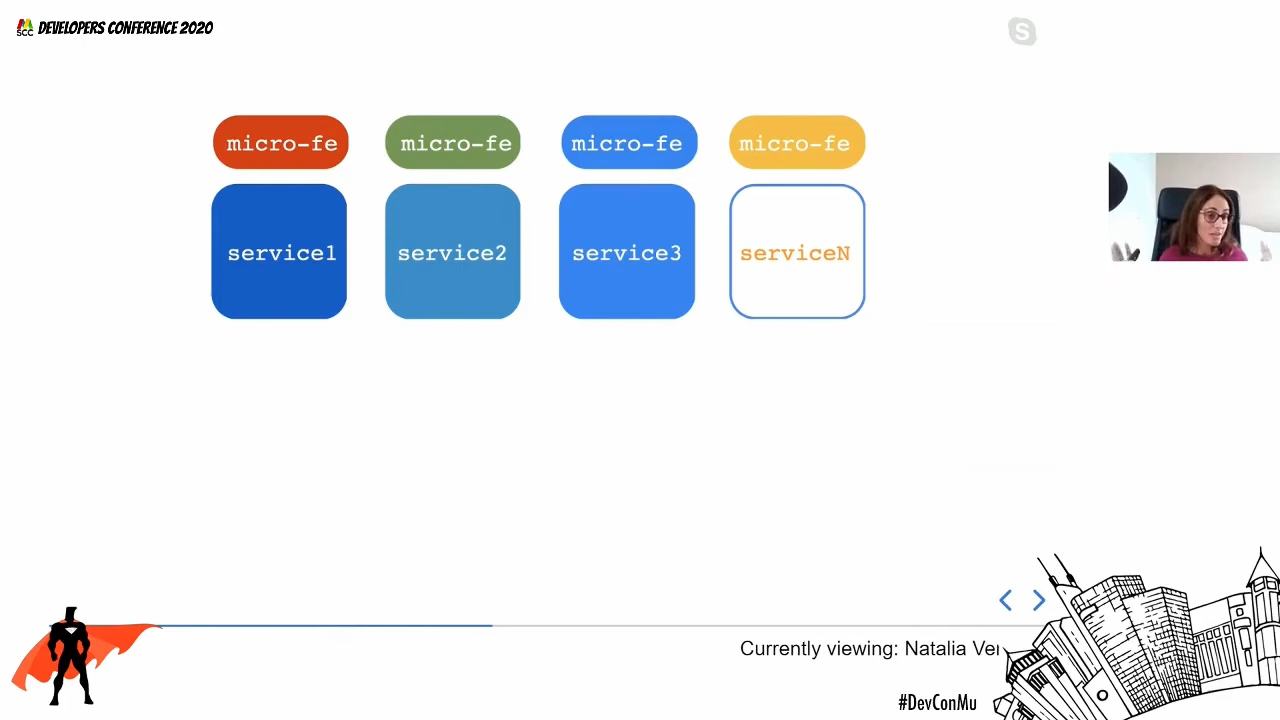 MSCC DEVELOPERS CONFERENCE 2020
micro-fe micro-fe micro-fe micro-fe
service1 service2 service3 serviceN
Currently viewing: Natalia
#DevConMu